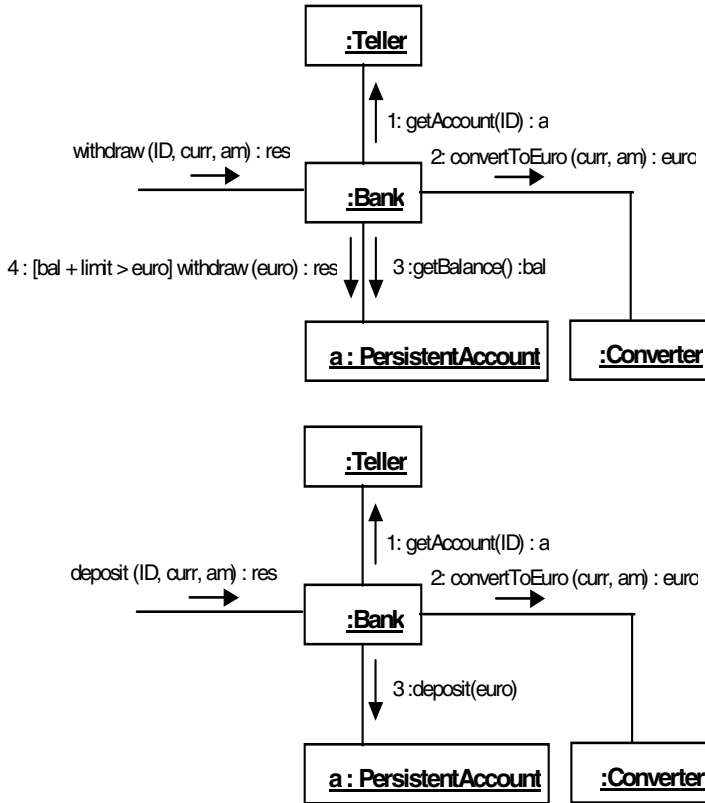 :Teller
1: getAccount(ID) : a
withdraw (ID, curr, am) : res
2: convertToEuro (curr, am) : euro
:Bank
4 : [bal + limit > euro] withdraw (euro) : res
3 :getBalance() :bal
a : PersistentAccount
:Converter
:Teller
1: getAccount(ID) : a
deposit (ID, curr, am) : res
2: convertToEuro (curr, am) : euro
:Bank
3 :deposit(euro)
a : PersistentAccount
:Converter